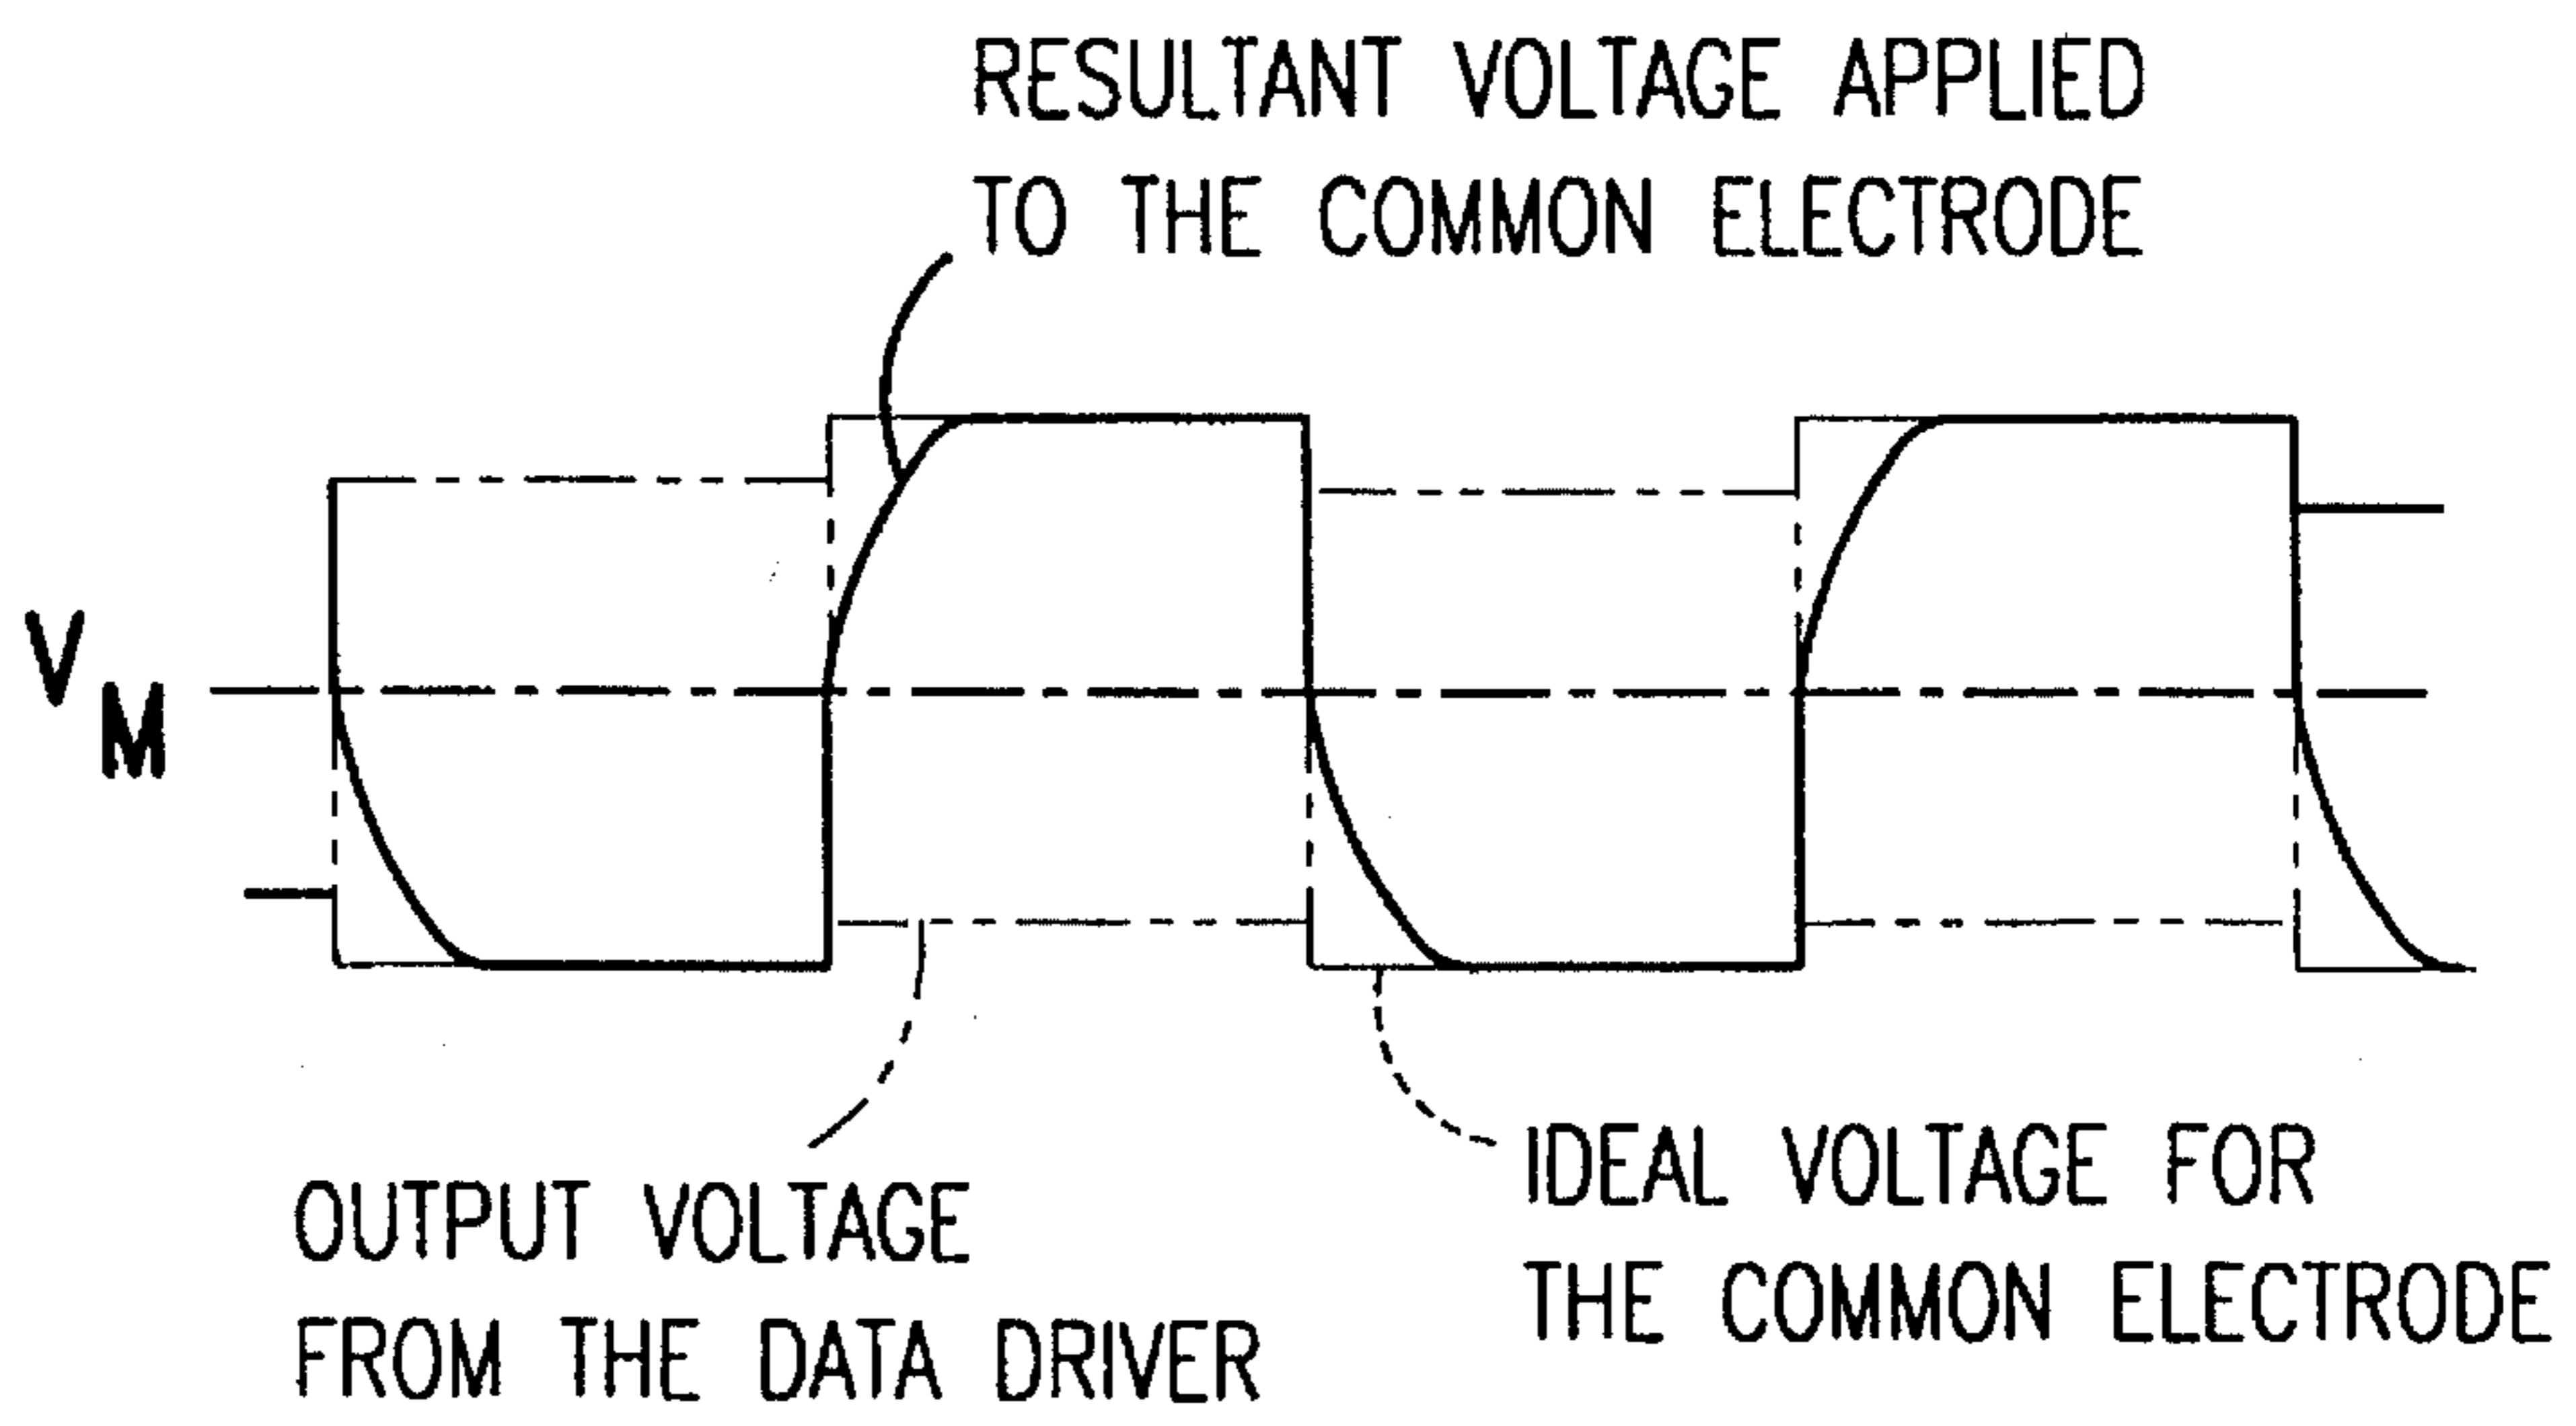 RESULTANT VOLTAGE APPLIED
TO THE COMMON ELECTRODE
VM
OUTPUT VOLTAGE
FROM THE DATA DRIVER
IDEAL VOLTAGE FOR
THE COMMON ELECTRODE